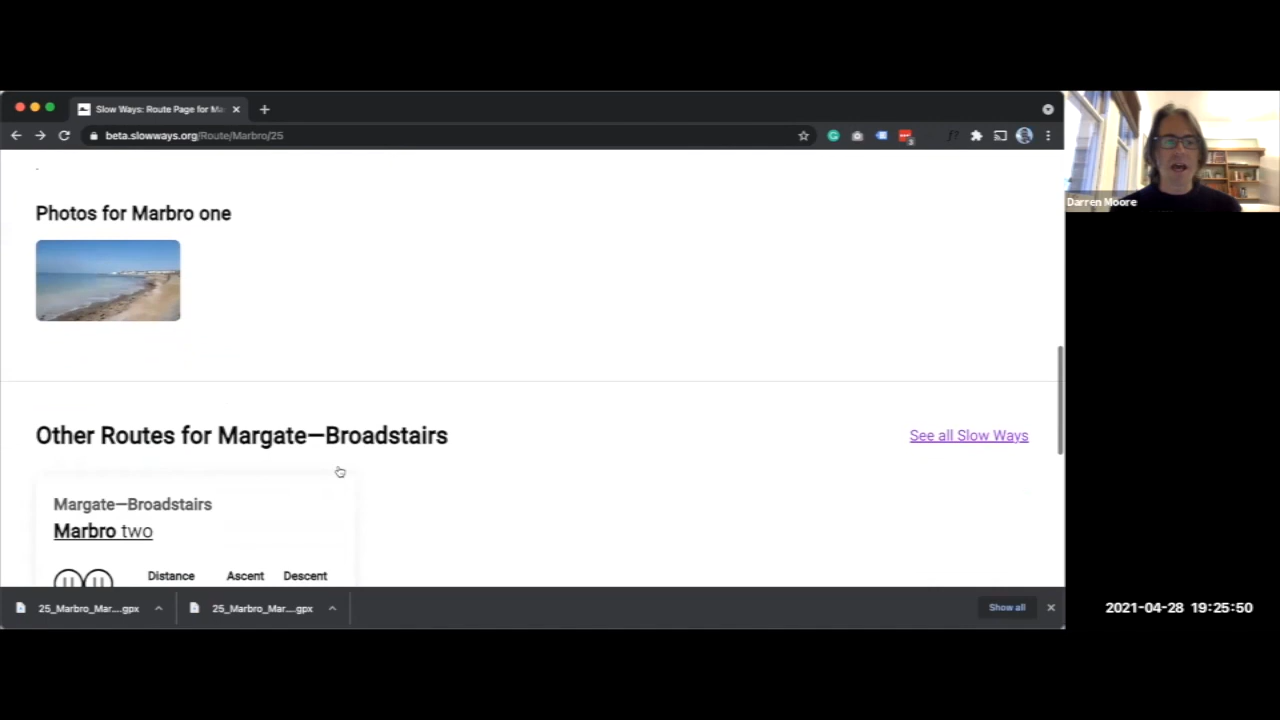 Slow Ways: Route Page for Ma
beta.slowways.org/Route/Marbro/25
Darren Moore
Photos for Marbro one
Other Routes for Margate—Broadstairs
See all Slow Ways
Margate—Broadstairs
Marbro two
Distance Ascent Descent
25_Marbro_Mar....gpx
25_Marbro_Mar....gpx
Show all
2021-04-28 19:25:50